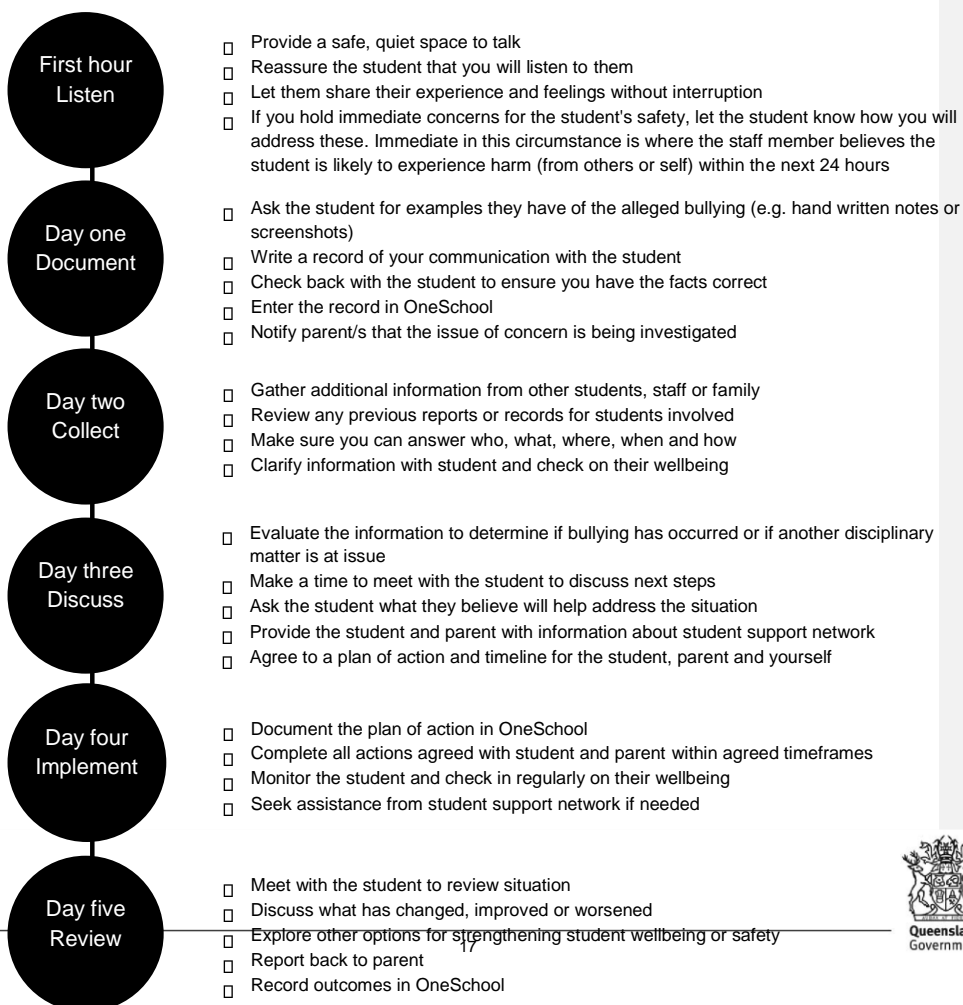 First hour
Listen
Provide a safe, quiet space to talk
Reassure the student that you will listen to them
Let them share their experience and feelings without interruption
If you hold immediate concerns for the student's safety, let the student know how you will
address these. Immediate in this circumstance is where the staff member believes the
student is likely to experience harm (from others or self) within the next 24 hours
Day one
Document
Ask the student for examples they have of the alleged bullying (e.g. hand written notes or
screenshots)
Write a record of your communication with the student
Check back with the student to ensure you have the facts correct
Enter the record in OneSchool
Notify parent/s that the issue of concern is being investigated
Day two
Collect
Gather additional information from other students, staff or family
Review any previous reports or records for students involved
Make sure you can answer who, what, where, when and how
Clarify information with student and check on their wellbeing
Day three
Discuss
Evaluate the information to determine if bullying has occurred or if another disciplinary
matter is at issue
Make a time to meet with the student to discuss next steps
Ask the student what they believe will help address the situation
Provide the student and parent with information about student support network
Agree to a plan of action and timeline for the student, parent and yourself
Day four
Implement
Document the plan of action in OneSchool
Complete all actions agreed with student and parent within agreed timeframes
Monitor the student and check in regularly on their wellbeing
Seek assistance from student support network if needed
Day five
Review
Meet with the student to review situation
Discuss what has changed, improved or worsened
Explore other options for strengthening student wellbeing or safety
17
Report back to parent
Record outcomes in OneSchool
Queensla
Governm